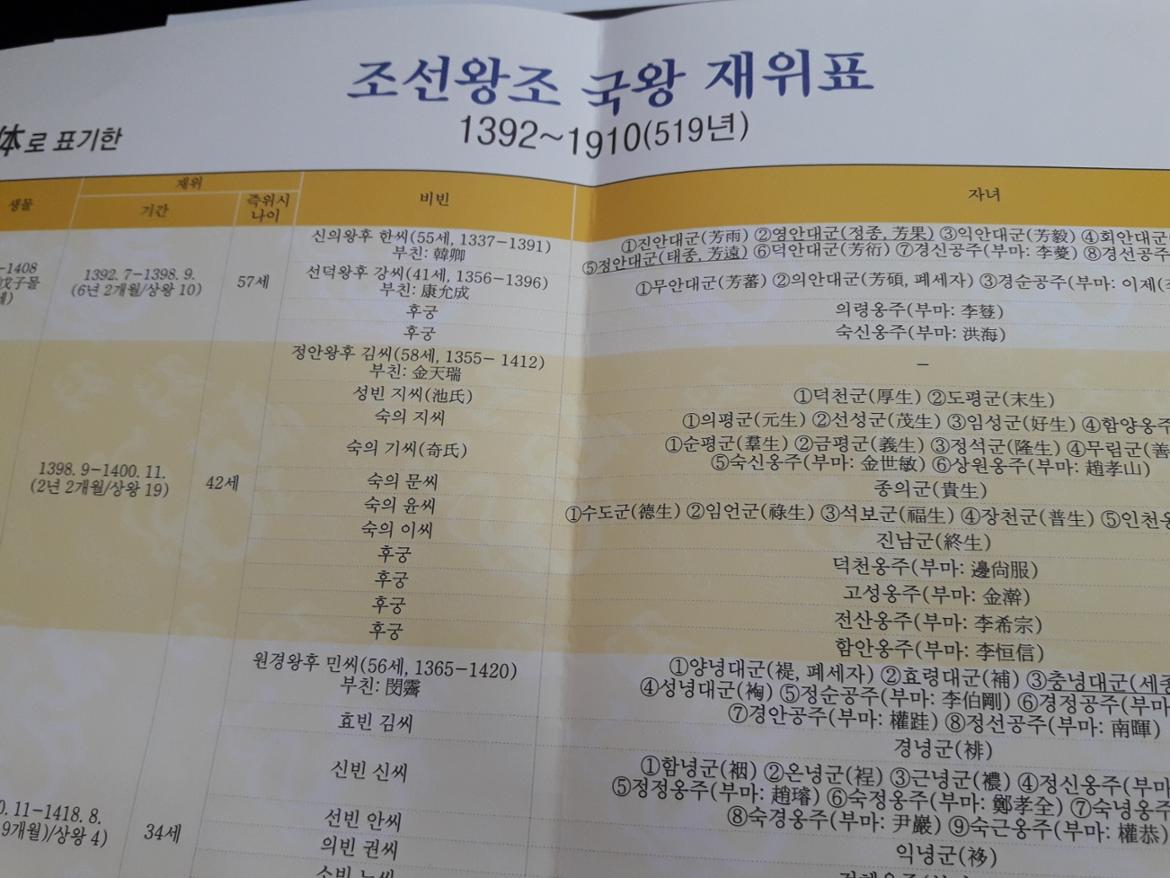 조선왕조 국왕 재위표
1392~1910(519년)
体로 표기한
생몰
재위
기간
즉위시
나이
비빈
자녀
-1408
戊子몰
1392. 7-1398. 9.
(6년 2개월/상왕 10)
57세
신의왕후 한씨(55세, 1337-1391)
부친: 韓卿
①진안대군(芳雨) ②영안대군(정종, 芳果) ③익안대군(芳毅) ④회안대군
⑤정안대군(태종, 芳遠) ⑥덕안대군(芳衍) ⑦경신공주(부마: 李薆) ⑧경선공주
선덕왕후 강씨(41세, 1356-1396)
부친: 康允成
①무안대군(芳蕃) ②의안대군(芳碩, 폐세자) ③경순공주(부마: 이제(
후궁
의령옹주(부마: 李䔲)
후궁
숙신옹주(부마: 洪海)
1398. 9-1400. 11.
(2년 2개월/상왕 19)
42세
정안왕후 김씨(58세, 1355- 1412)
부친: 金天瑞
–
성빈 지씨(池氏)
①덕천군(厚生) ②도평군(末生)
숙의 지씨
①의평군(元生) ②선성군(茂生) ③임성군(好生) ④함양옹주
숙의 기씨(奇氏)
①순평군(羣生) ②금평군(義生) ③정석군(隆生) ④무림군(善
⑤숙신옹주(부마: 金世敏) ⑥상원옹주(부마: 趙孝山)
숙의 문씨
종의군(貴生)
숙의 윤씨
①수도군(德生) ②임언군(祿生) ③석보군(福生) ④장천군(普生) ⑤인천옹
숙의 이씨
진남군(終生)
후궁
덕천옹주(부마: 邊尙服)
후궁
고성옹주(부마: 金澣)
후궁
전산옹주(부마: 李希宗)
후궁
함안옹주(부마: 李恒信)
0. 11-1418. 8.
9개월)/상왕 4)
34세
원경왕후 민씨(56세, 1365-1420)
부친: 閔霽
①양녕대군(禔, 폐세자) ②효령대군(補) ③충녕대군(세종
④성녕대군(裪) ⑤정순공주(부마: 李伯剛) ⑥경정공주(부마
⑦경안공주(부마: 權跬) ⑧정선공주(부마: 南暉)
효빈 김씨
경녕군(裶)
신빈 신씨
①함녕군(裀) ②온녕군(裎) ③근녕군(襛) ④정신옹주(부마
⑤정정옹주(부마: 趙璿) ⑥숙정옹주(부마: 鄭孝全) ⑦숙녕옹주
⑧숙경옹주(부마: 尹巖) ⑨숙근옹주(부마: 權恭)
선빈 안씨
익녕군(袳)
의빈 권씨